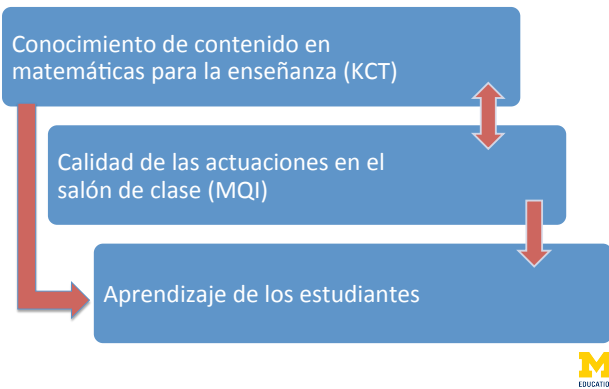 Conocimiento de contenido en
matemáticas para la enseñanza (KCT)
Calidad de las actuaciones en el
salón de clase (MQI)
Aprendizaje de los estudiantes
M
EDUCATIO